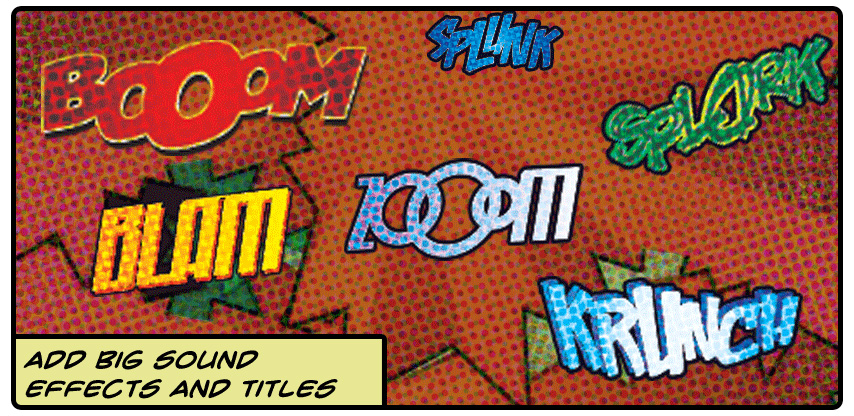 SPLUNK
BOOOM
SPLORK
ZOOOM
BLAM
KRUNCH
ADD BIG SOUND
EFFECTS AND TITLES